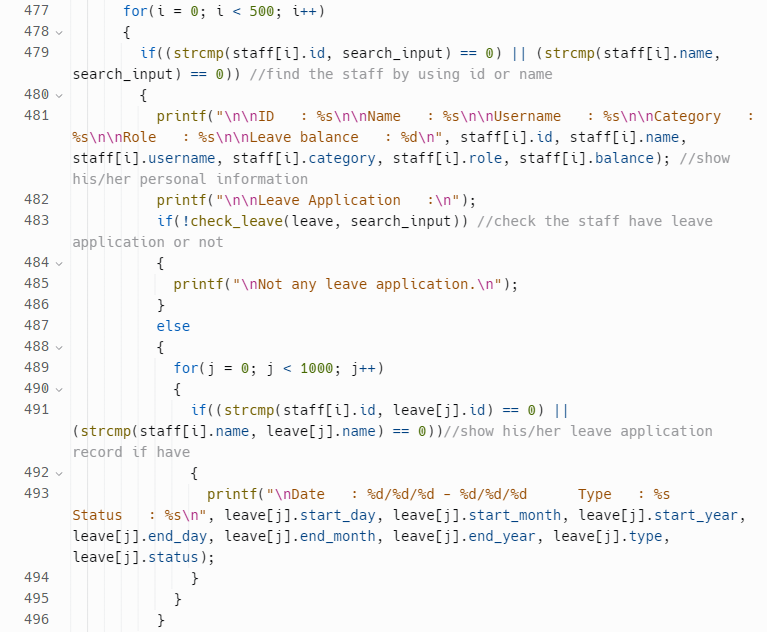 477 for(i = 0; i < 500; i++)
478 {
479 if((strcmp(staff[i].id, search_input) == 0) || (strcmp(staff[i].name,
search_input) == 0)) //find the staff by using id or name
480 {
481 printf("\n\nID   : %s\n\nName   : %s\n\nUsername   : %s\n\nCategory   :
%s\n\nRole   : %s\n\nLeave balance   : %d\n", staff[i].id, staff[i].name,
staff[i].username, staff[i].category, staff[i].role, staff[i].balance); //show
his/her personal information
482 printf("\n\nLeave Application   :\n");
483 if(!check_leave(leave, search_input)) //check the staff have leave
application or not
484 {
485 printf("\nNot any leave application.\n");
486 }
487 else
488 {
489 for(j = 0; j < 1000; j++)
490 {
491 if((strcmp(staff[i].id, leave[j].id) == 0) ||
(strcmp(staff[i].name, leave[j].name) == 0))//show his/her leave application
record if have
492 {
493 printf("\nDate   : %d/%d/%d - %d/%d/%d      Type   : %s
Status   : %s\n", leave[j].start_day, leave[j].start_month, leave[j].start_year,
leave[j].end_day, leave[j].end_month, leave[j].end_year, leave[j].type,
leave[j].status);
494 }
495 }
496 }